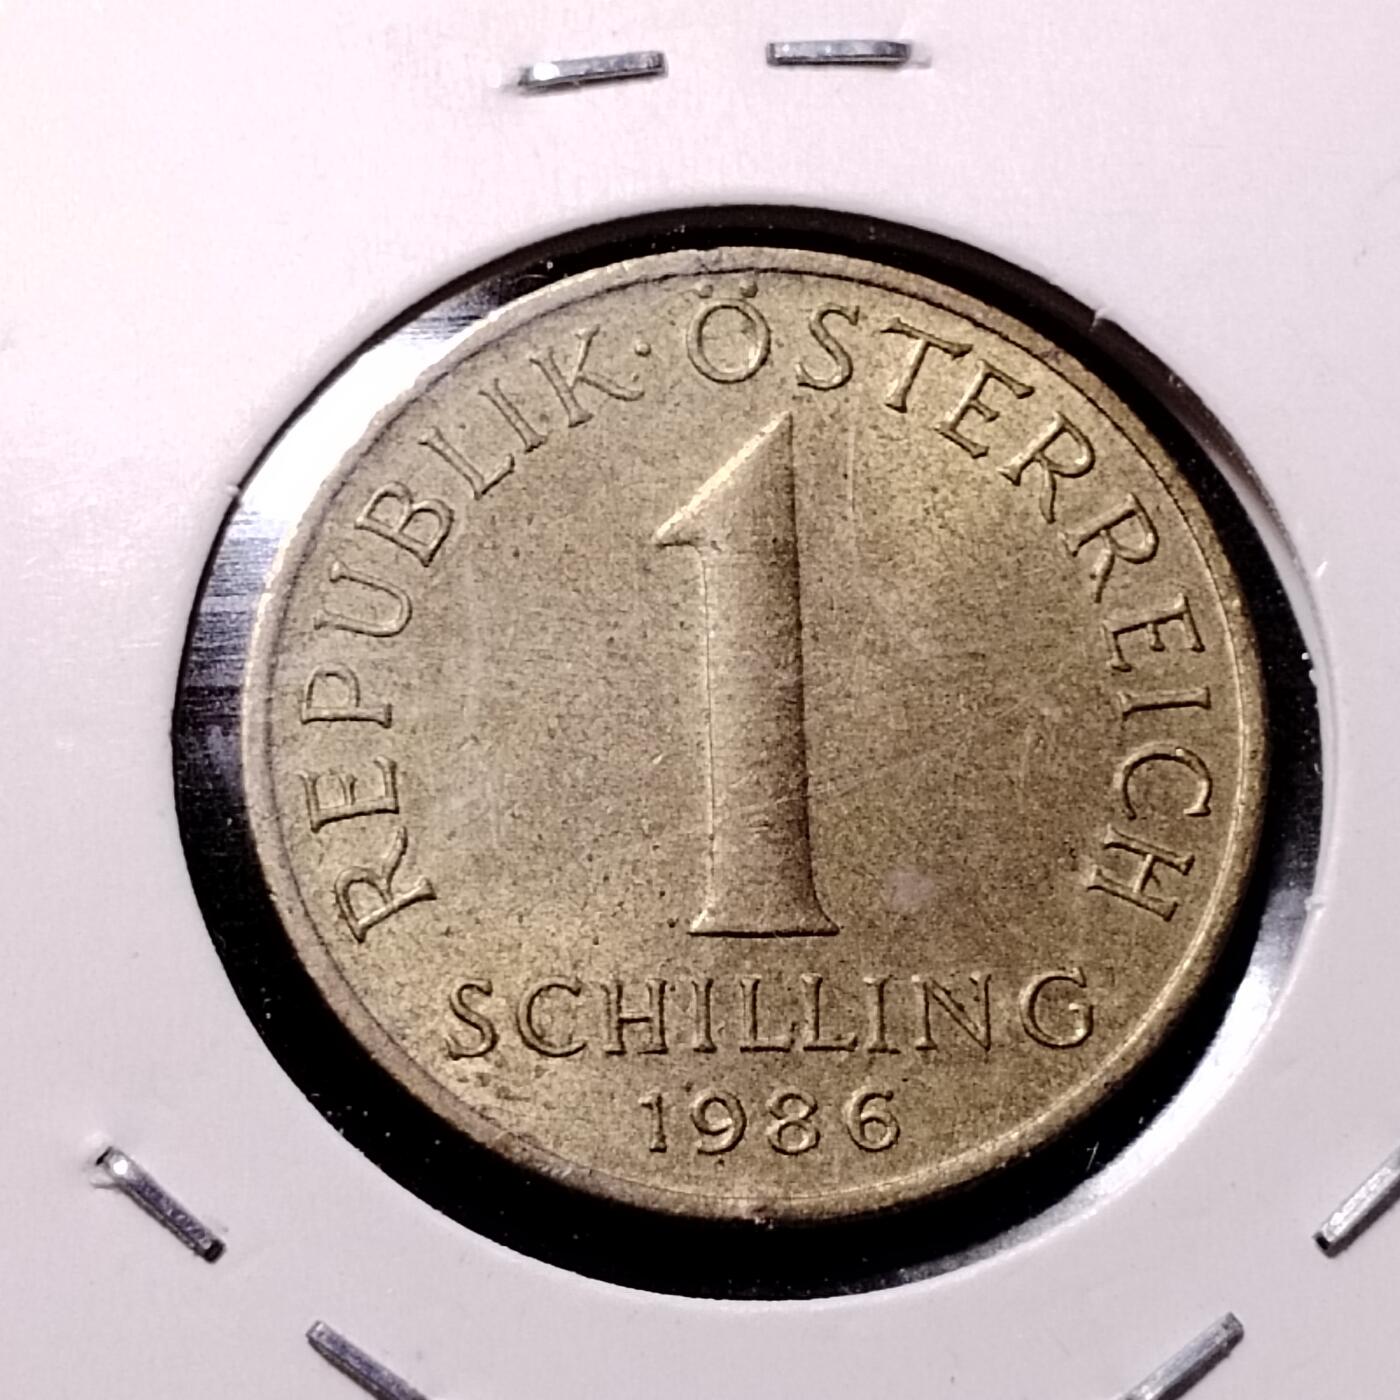 REPUBLIK·ÖSTERREICH
1
SCHILLING
1986